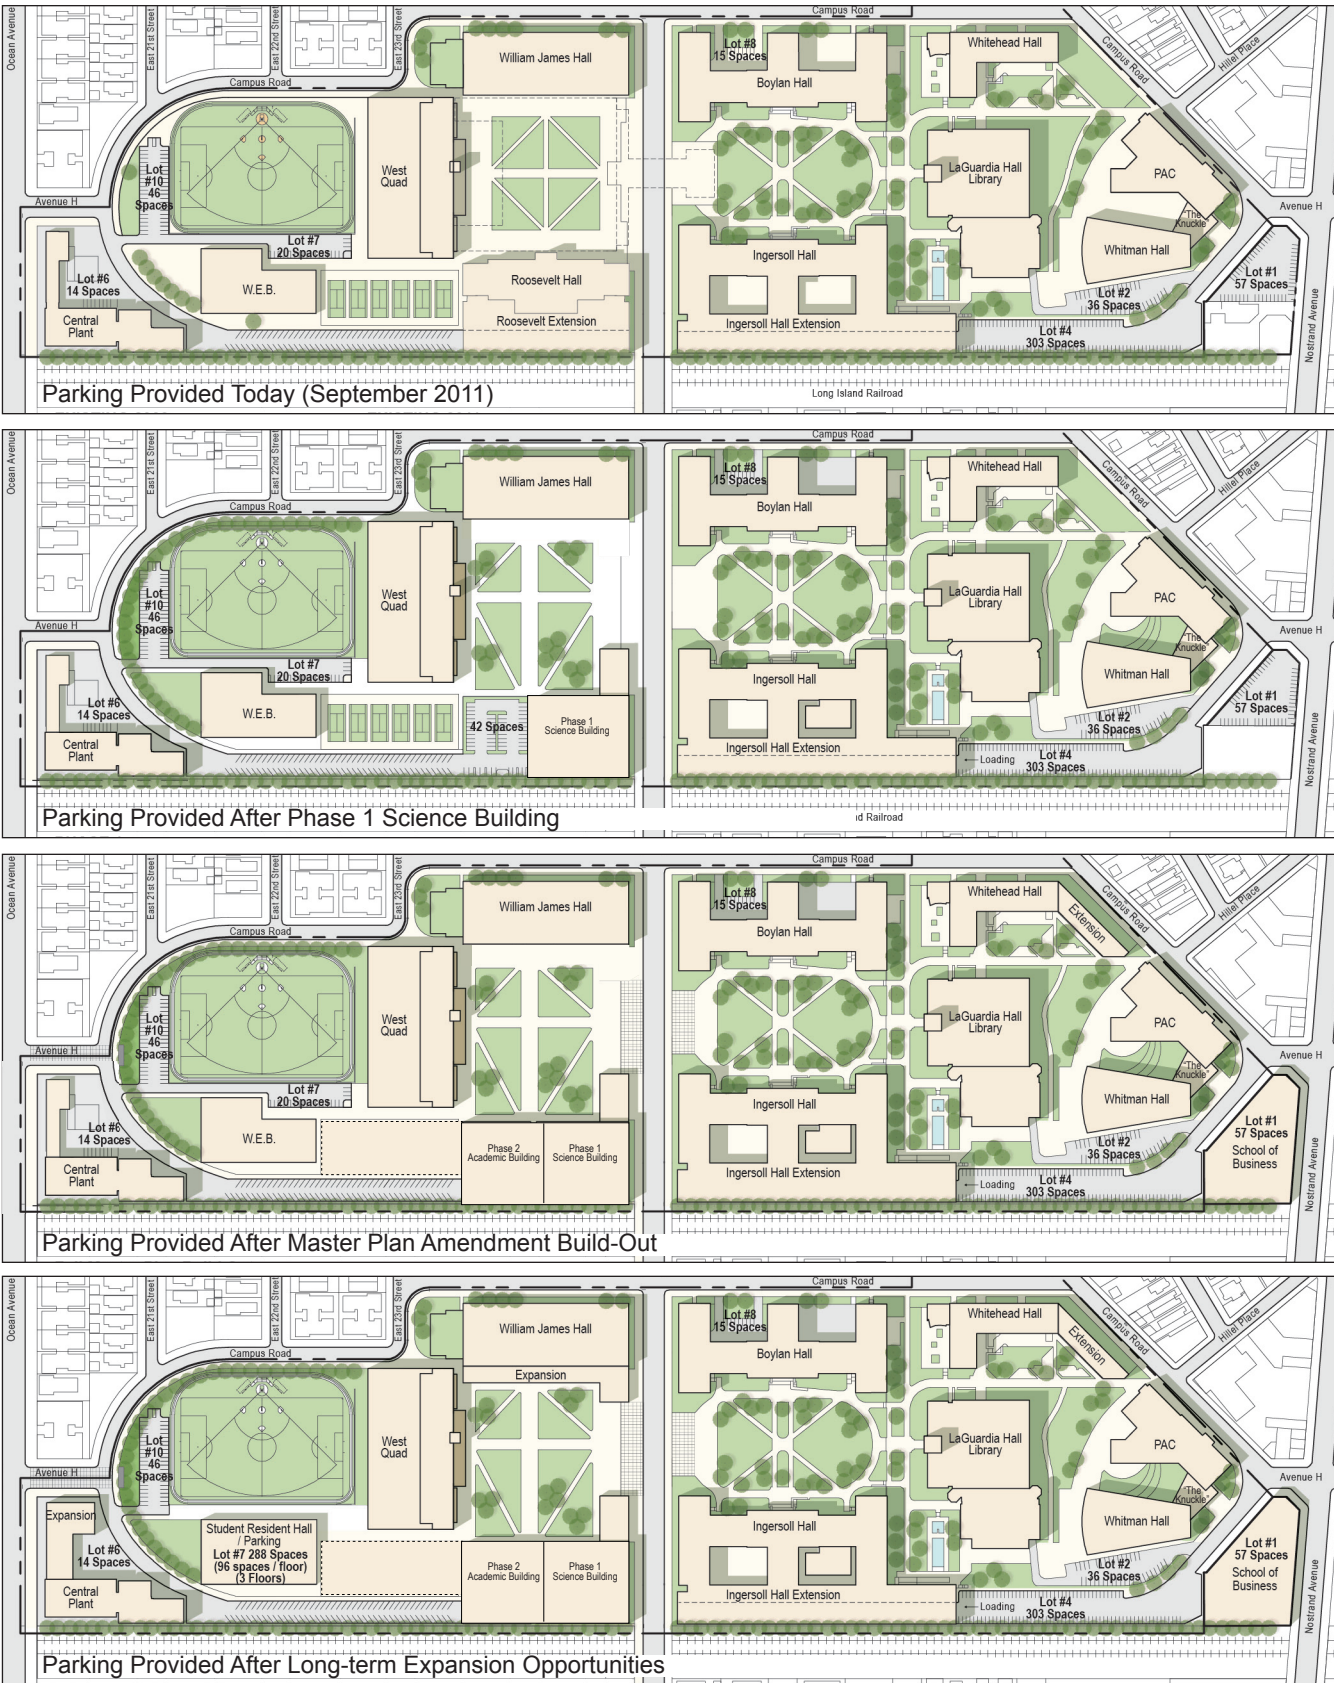 Campus Road
Ocean Avenue
East 21st Street
East 22nd Street
East 23rd Street
Campus Road
William James Hall
Lot #8
15 Spaces
Boylan Hall
Whitehead Hall
Campus Road
Hillel Place
Lot
#10
46
Spaces
West
Quad
LaGuardia Hall
Library
PAC
Avenue H
Avenue H
"The
Knuckle"
Lot #7
20 Spaces
Whitman Hall
Ingersoll Hall
Lot #6
14 Spaces
W.E.B.
Roosevelt Hall
Lot #1
57 Spaces
Lot #2
36 Spaces
Central
Plant
Roosevelt Extension
Ingersoll Hall Extension
Lot #4
303 Spaces
Nostrand Avenue
Parking Provided Today (September 2011)
Long Island Railroad
Campus Road
Ocean Avenue
East 21st Street
East 22nd Street
East 23rd Street
Campus Road
William James Hall
Lot #8
15 Spaces
Boylan Hall
Whitehead Hall
Campus Road
Hillel Place
Lot
#10
46
Spaces
West
Quad
LaGuardia Hall
Library
PAC
Avenue H
Avenue H
"The
Knuckle"
Lot #7
20 Spaces
Whitman Hall
Ingersoll Hall
Lot #6
14 Spaces
W.E.B.
42 Spaces
Phase 1
Science Building
Lot #1
57 Spaces
Lot #2
36 Spaces
Central
Plant
Ingersoll Hall Extension
Loading
Lot #4
303 Spaces
Nostrand Avenue
Parking Provided After Phase 1 Science Building
d Railroad
Campus Road
Ocean Avenue
East 21st Street
East 22nd Street
East 23rd Street
Campus Road
William James Hall
Lot #8
15 Spaces
Boylan Hall
Whitehead Hall
Extension
Campus Road
Hillel Place
Lot
#10
46
Spaces
West
Quad
LaGuardia Hall
Library
PAC
Avenue H
Avenue H
"The
Knuckle"
Lot #7
20 Spaces
Whitman Hall
Ingersoll Hall
Lot #6
14 Spaces
W.E.B.
Phase 2
Academic Building
Phase 1
Science Building
Lot #1
57 Spaces
School of
Business
Lot #2
36 Spaces
Central
Plant
Ingersoll Hall Extension
Loading
Lot #4
303 Spaces
Nostrand Avenue
Parking Provided After Master Plan Amendment Build-Out
Campus Road
Ocean Avenue
East 21st Street
East 22nd Street
East 23rd Street
Campus Road
William James Hall
Expansion
Lot #8
15 Spaces
Boylan Hall
Whitehead Hall
Extension
Campus Road
Hillel Place
Lot
#10
46
Spaces
West
Quad
LaGuardia Hall
Library
PAC
Avenue H
Avenue H
"The
Knuckle"
Expansion
Student Resident Hall
/ Parking
Lot #7 288 Spaces
(96 spaces / floor)
(3 Floors)
Whitman Hall
Ingersoll Hall
Lot #6
14 Spaces
Phase 2
Academic Building
Phase 1
Science Building
Lot #1
57 Spaces
School of
Business
Lot #2
36 Spaces
Central
Plant
Ingersoll Hall Extension
Loading
Lot #4
303 Spaces
Nostrand Avenue
Parking Provided After Long-term Expansion Opportunities